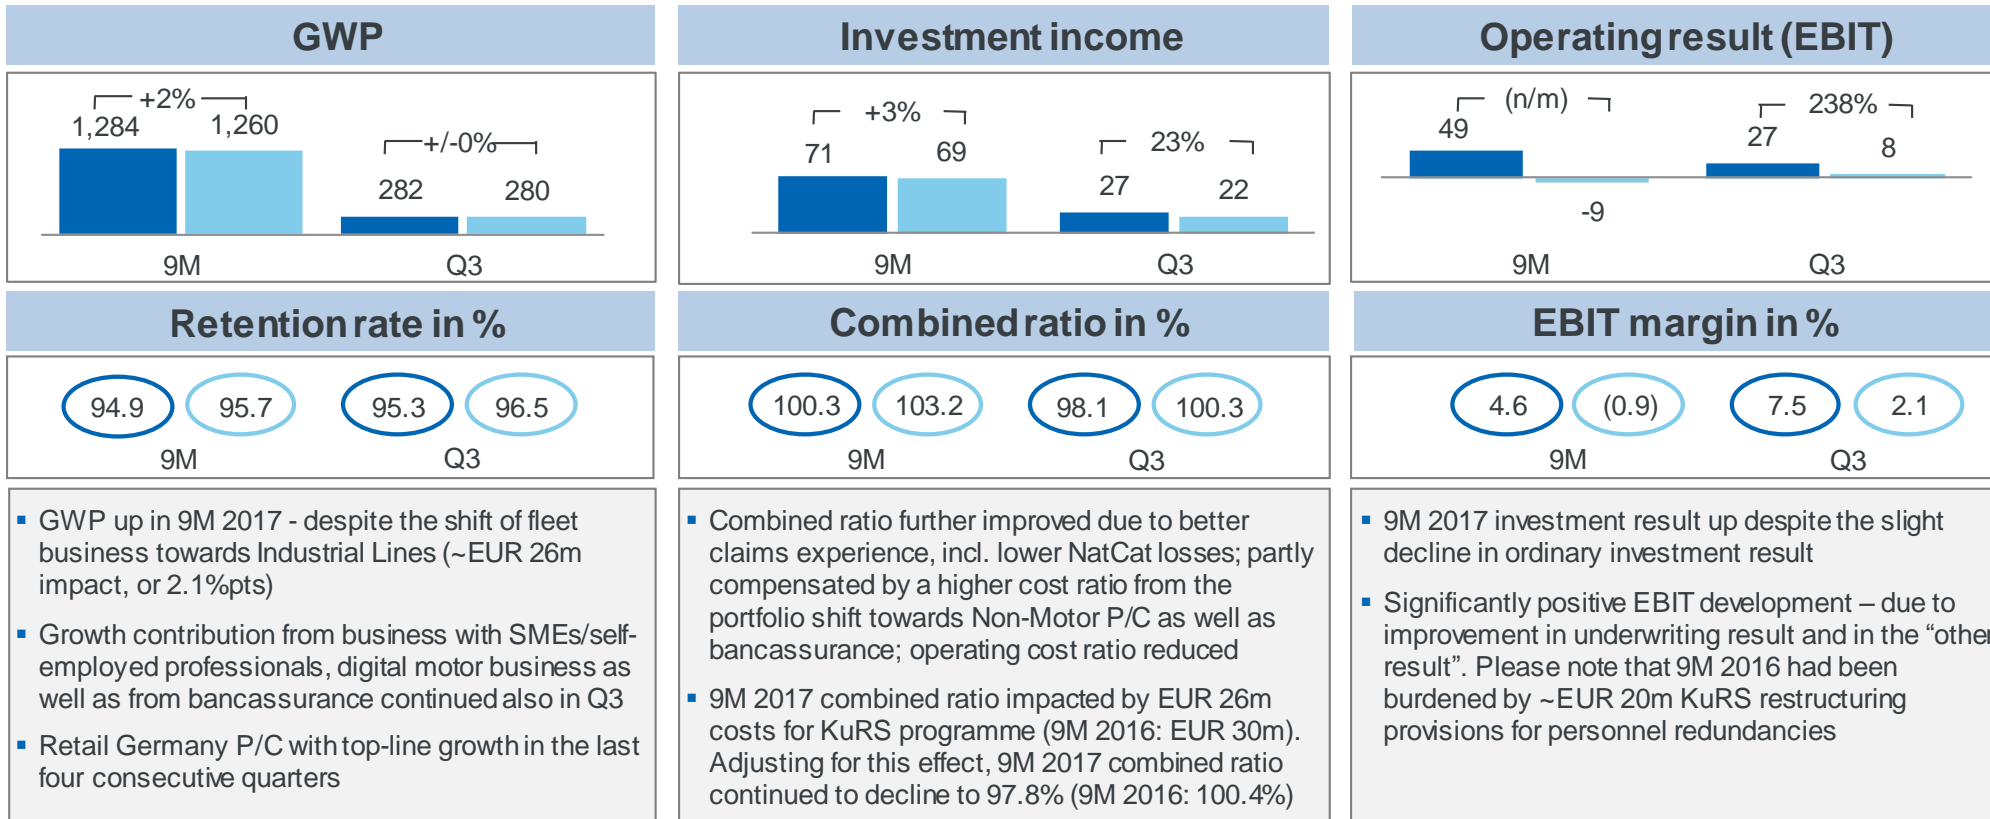 GWP
+2%
1,284
1,260
+/-0%
282
280
9M
Q3
Investment income
+3%
71
69
23%
27
22
9M
Q3
Operating result (EBIT)
(n/m)
49
-9
238%
27
8
9M
Q3
Retention rate in %
94.9
95.7
95.3
96.5
9M
Q3
Combined ratio in %
100.3
103.2
98.1
100.3
9M
Q3
EBIT margin in %
4.6
(0.9)
7.5
2.1
9M
Q3
▪ GWP up in 9M 2017 - despite the shift of fleet
business towards Industrial Lines (~EUR 26m
impact, or 2.1%pts)
▪ Growth contribution from business with SMEs/self-
employed professionals, digital motor business as
well as from bancassurance continued also in Q3
▪ Retail Germany P/C with top-line growth in the last
four consecutive quarters
▪ Combined ratio further improved due to better
claims experience, incl. lower NatCat losses; partly
compensated by a higher cost ratio from the
portfolio shift towards Non-Motor P/C as well as
bancassurance; operating cost ratio reduced
▪ 9M 2017 combined ratio impacted by EUR 26m
costs for KuRS programme (9M 2016: EUR 30m).
Adjusting for this effect, 9M 2017 combined ratio
continued to decline to 97.8% (9M 2016: 100.4%)
▪ 9M 2017 investment result up despite the slight
decline in ordinary investment result
▪ Significantly positive EBIT development – due to
improvement in underwriting result and in the “other
result”. Please note that 9M 2016 had been
burdened by ~EUR 20m KuRS restructuring
provisions for personnel redundancies